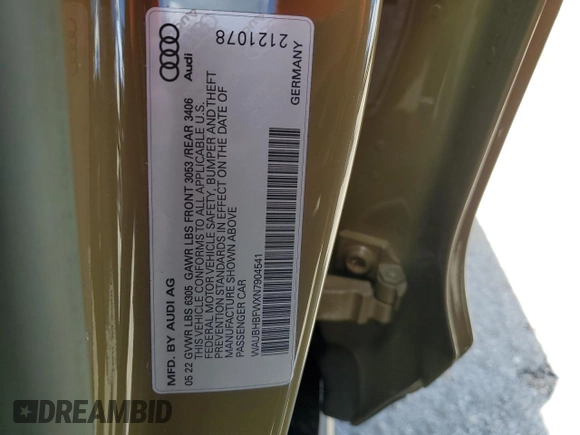 MFD. BY AUDI AG
05 22 GVWR LBS 6305 GAWR LBS FRONT 3053 /REAR 3406
THIS VEHICLE CONFORMS TO ALL APPLICABLE U.S.
FEDERAL MOTOR VEHICLE SAFETY, BUMPER AND THEFT
PREVENTION STANDARDS IN EFFECT ON THE DATE OF
MANUFACTURE SHOWN ABOVE
PASSENGER CAR
WAUBHBFWXN7904541
Audi
2121078
GERMANY
DREAMBID